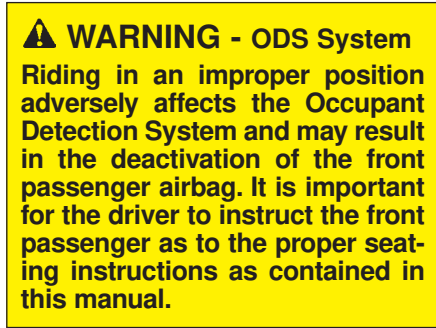 ⚠ WARNING - ODS System
Riding in an improper position
adversely affects the Occupant
Detection System and may result
in the deactivation of the front
passenger airbag. It is important
for the driver to instruct the front
passenger as to the proper seat-
ing instructions as contained in
this manual.